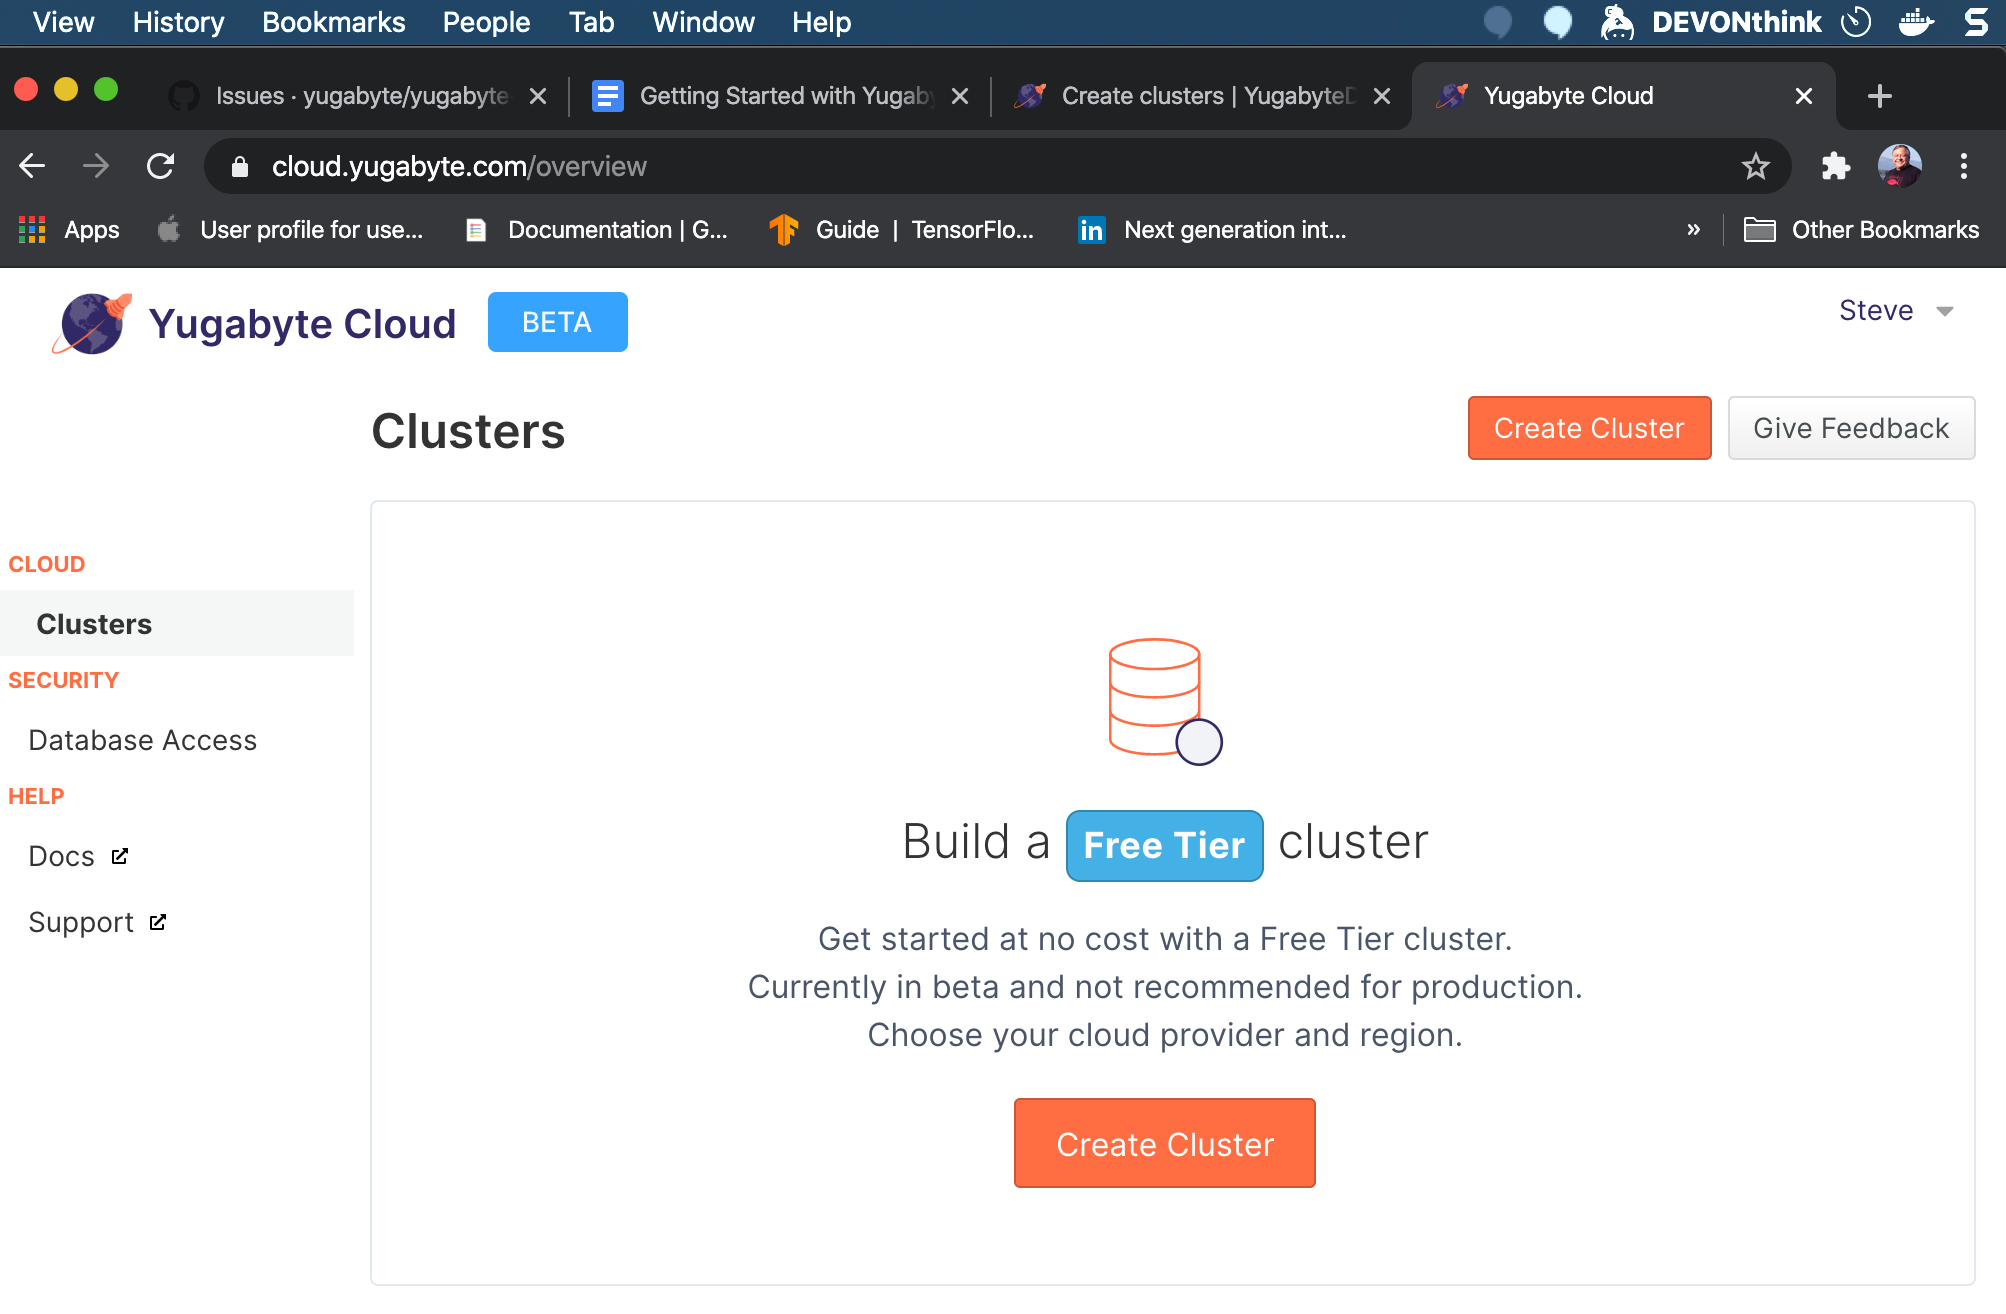 View History Bookmarks People Tab Window Help DEVONthink
Issues · yugabyte/yugabyte Getting Started with Yugaby Create clusters | YugabyteD Yugabyte Cloud
cloud.yugabyte.com/overview
Apps User profile for use... Documentation | G... Guide | TensorFlo... in Next generation int... » Other Bookmarks
Yugabyte Cloud BETA Steve
Clusters Create Cluster Give Feedback
CLOUD
Clusters
SECURITY
Database Access
HELP
Docs
Support
Build a Free Tier cluster
Get started at no cost with a Free Tier cluster.
Currently in beta and not recommended for production.
Choose your cloud provider and region.
Create Cluster